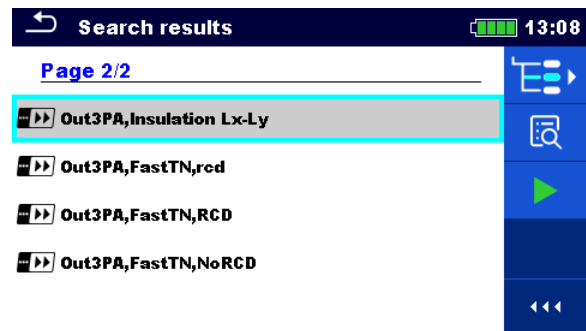 Search results
13:08
Page 2/2
Out3PA,Insulation Lx-Ly
Out3PA,FastTN,rcd
Out3PA,FastTN,RCD
Out3PA,FastTN,NoRCD